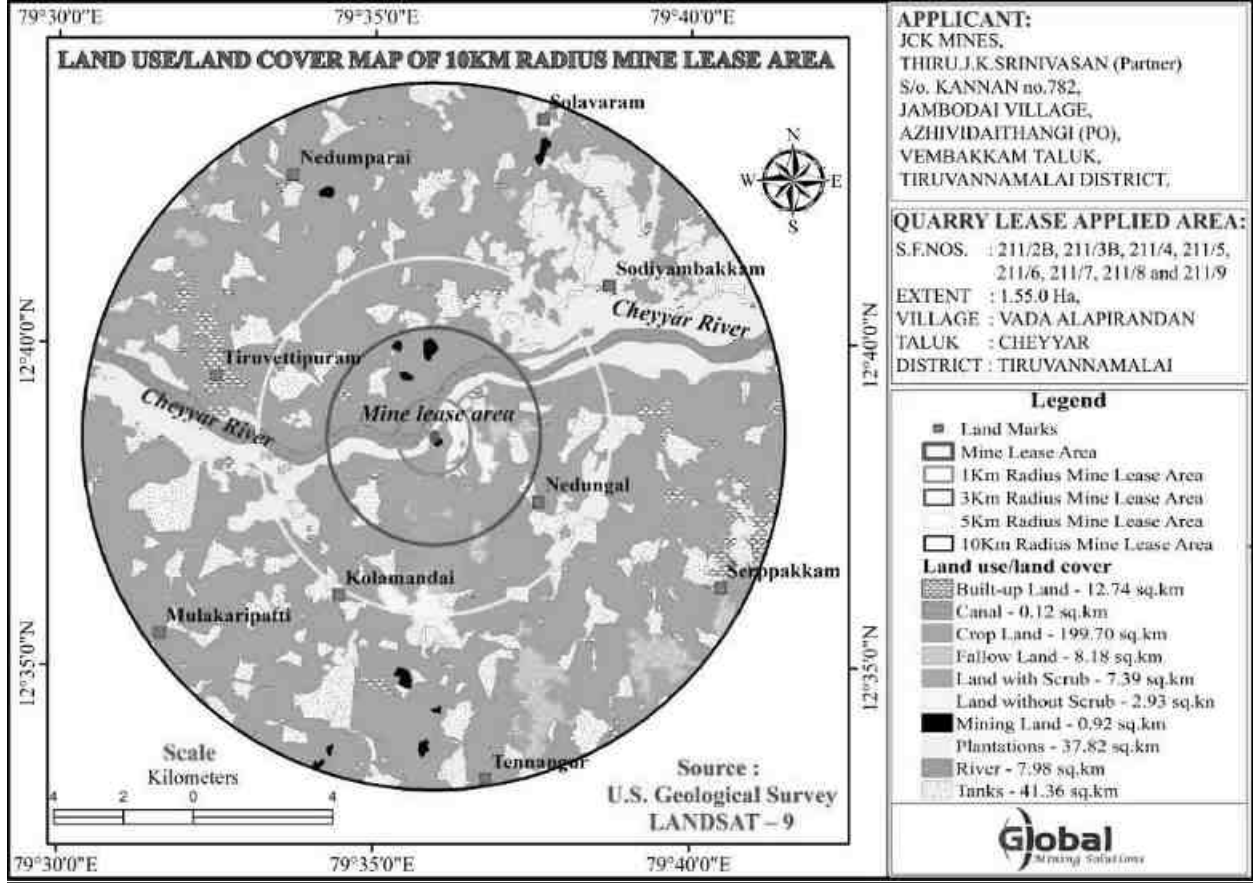 79°30'0"E 79°35'0"E 79°40'0"E
LAND USE/LAND COVER MAP OF 10KM RADIUS MINE LEASE AREA
Solavaram
Nedumparai
N
W E
S
Sodiyambakkam
Cheyyar River
12°40'0"N
12°40'0"N
Tiruvettipuram
Cheyyar River
Mine lease area
Nedungal
Serppakkam
Kolamandai
Mulakaripatti
12°35'0"N
12°35'0"N
Tennangur
Scale
Kilometers
4 2 0 4
Source :
U.S. Geological Survey
LANDSAT – 9
79°30'0"E 79°35'0"E 79°40'0"E
APPLICANT:
JCK MINES,
THIRU.J.K.SRINIVASAN (Partner)
S/o. KANNAN no.782,
JAMBODAI VILLAGE,
AZHIVIDAITHANGI (PO),
VEMBAKKAM TALUK,
TIRUVANNAMALAI DISTRICT.
QUARRY LEASE APPLIED AREA:
S.F.NOS. : 211/2B, 211/3B, 211/4, 211/5,
211/6, 211/7, 211/8 and 211/9
EXTENT : 1.55.0 Ha,
VILLAGE : VADA ALAPIRANDAN
TALUK : CHEYYAR
DISTRICT : TIRUVANNAMALAI
Legend
Land Marks
Mine Lease Area
1Km Radius Mine Lease Area
3Km Radius Mine Lease Area
5Km Radius Mine Lease Area
10Km Radius Mine Lease Area
Land use/land cover
Built-up Land - 12.74 sq.km
Canal - 0.12 sq.km
Crop Land - 199.70 sq.km
Fallow Land - 8.18 sq.km
Land with Scrub - 7.39 sq.km
Land without Scrub - 2.93 sq.kn
Mining Land - 0.92 sq.km
Plantations - 37.82 sq.km
River - 7.98 sq.km
Tanks - 41.36 sq.km
Global
Mining Solutions